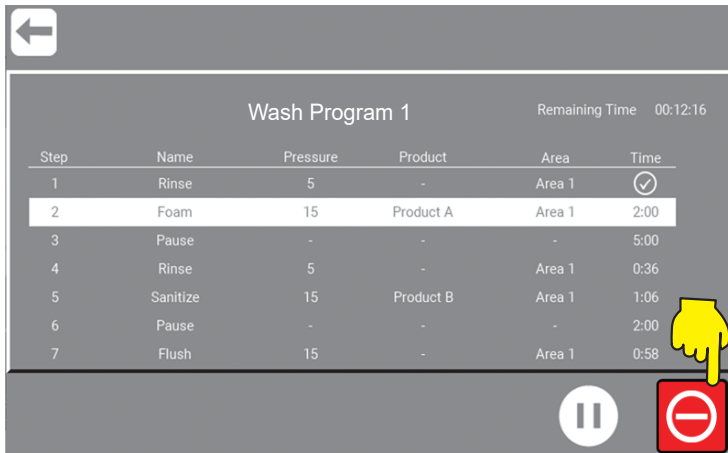 Wash Program 1 Remaining Time 00:12:16
Step Name Pressure Product Area Time
1 Rinse 5 - Area 1
2 Foam 15 Product A Area 1 2:00
3 Pause - - - 5:00
4 Rinse 5 - Area 1 0:36
5 Sanitize 15 Product B Area 1 1:06
6 Pause - - - 2:00
7 Flush 15 - Area 1 0:58